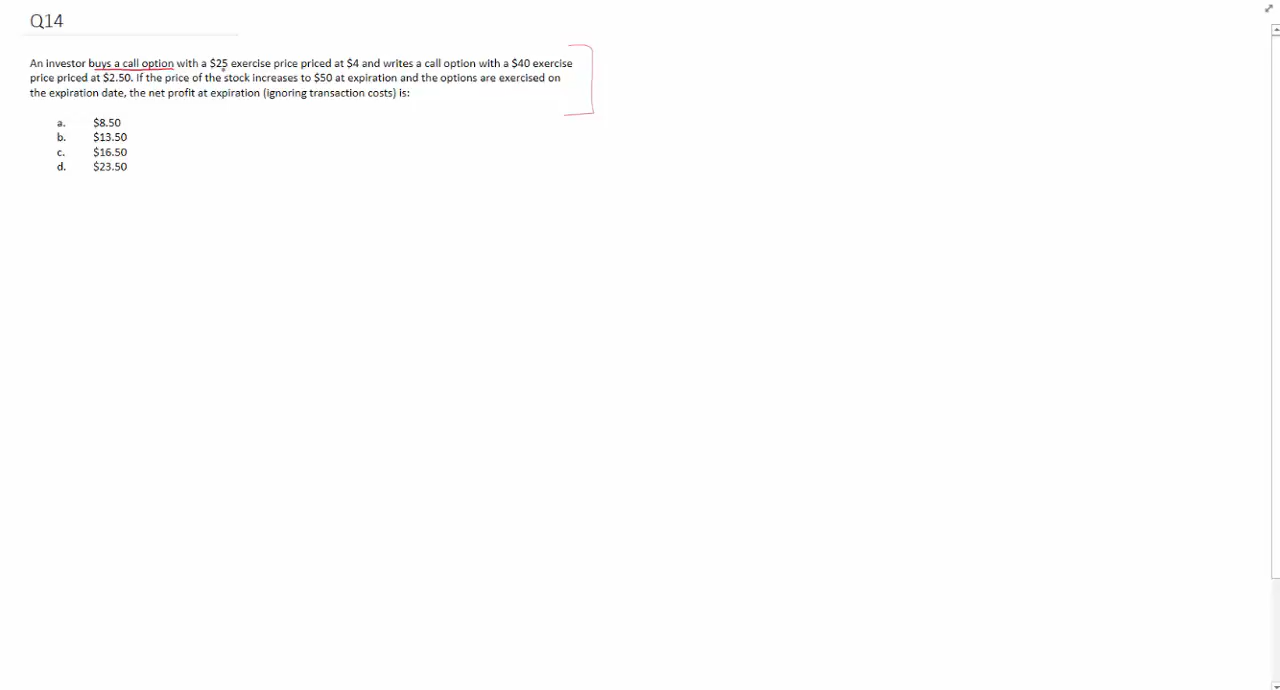 Q14
An investor buys a call option with a $25 exercise price priced at $4 and writes a call option with a $40 exercise
price priced at $2.50. If the price of the stock increases to $50 at expiration and the options are exercised on
the expiration date, the net profit at expiration (ignoring transaction costs) is:
a. $8.50
b. $13.50
c. $16.50
d. $23.50